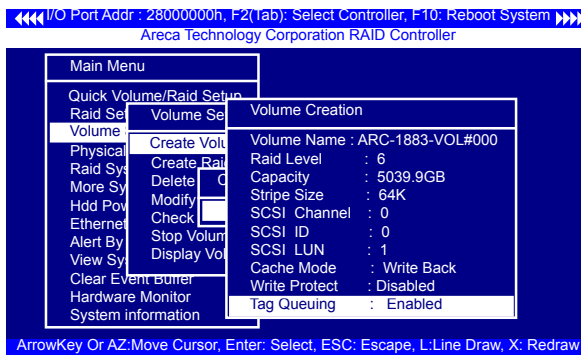 I/O Port Addr : 28000000h, F2(Tab): Select Controller, F10: Reboot System
Areca Technology Corporation RAID Controller
Main Menu
Quick Volume/Raid Setup
Raid Set
Volume
Physical
Raid Sys
More Sy
Hdd Pow
Ethernet
Alert By
View Sys
Clear Event Buffer
Hardware Monitor
System information
Volume Se
Create Volu
Create Raid
Delete
Modify
Check
Stop Volum
Display Vol
C
Volume Creation
Volume Name : ARC-1883-VOL#000
Raid Level : 6
Capacity : 5039.9GB
Stripe Size : 64K
SCSI Channel : 0
SCSI ID : 0
SCSI LUN : 1
Cache Mode : Write Back
Write Protect : Disabled
Tag Queuing : Enabled
ArrowKey Or AZ:Move Cursor, Enter: Select, ESC: Escape, L:Line Draw, X: Redraw